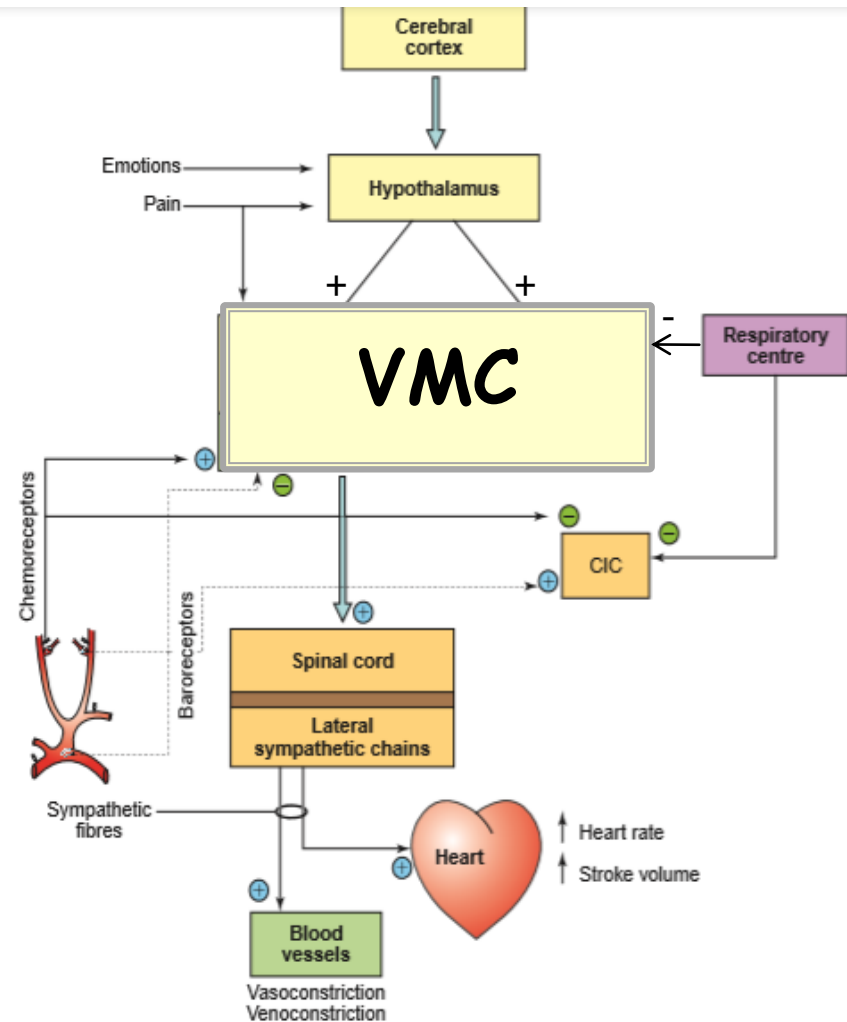 Cerebral
cortex
Emotions
Hypothalamus
Pain
+
+
-
VMC
Respiratory
centre
+
−
Chemoreceptors
−
−
CIC
+
Baroreceptors
+
Spinal cord
Lateral
sympathetic chains
Sympathetic
fibres
Heart
Heart rate
Stroke volume
+
+
Blood
vessels
Vasoconstriction
Venoconstriction